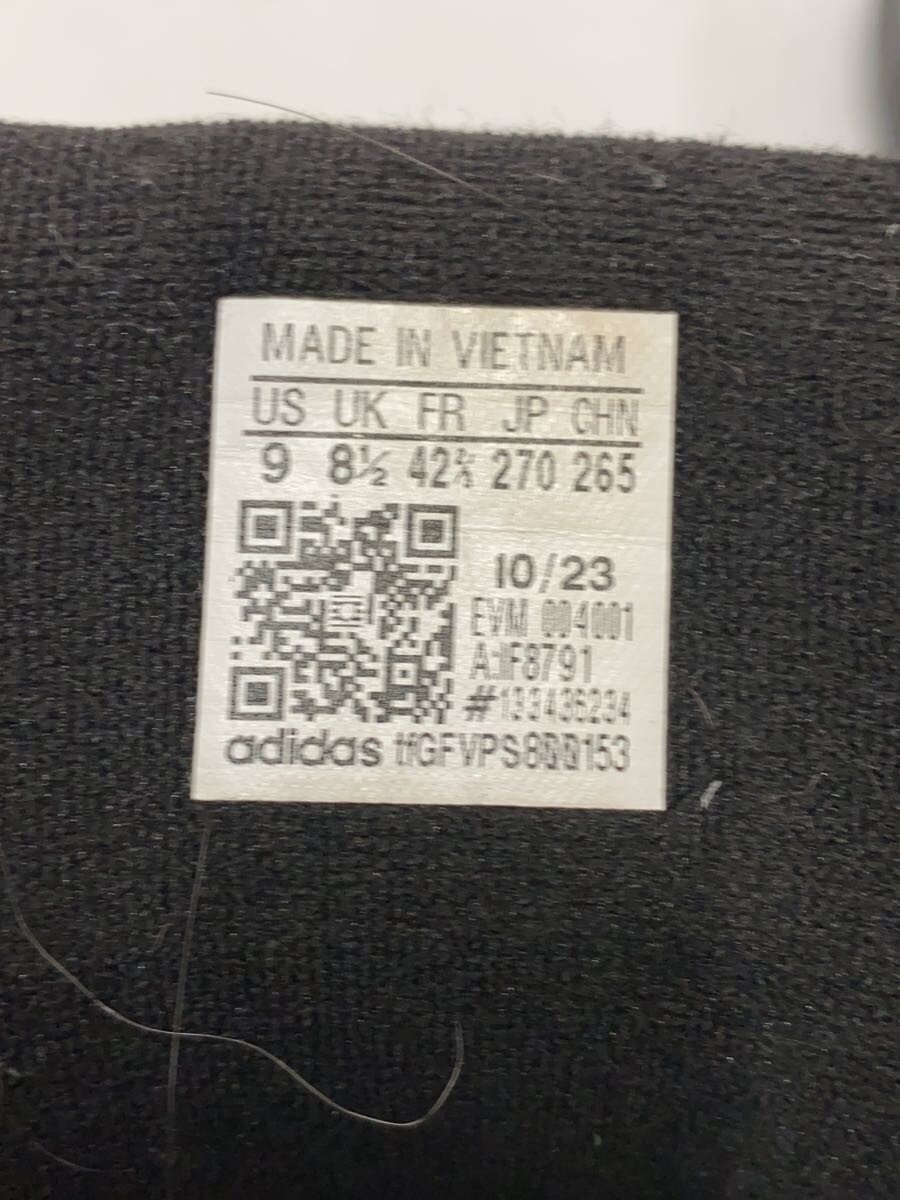 MADE IN VIETNAM
US UK FR JP CHN
9 8½ 42⅔ 270 265
10/23
EVM 004001
A:IF8791
#133436234
adidas tfGFVPS800153